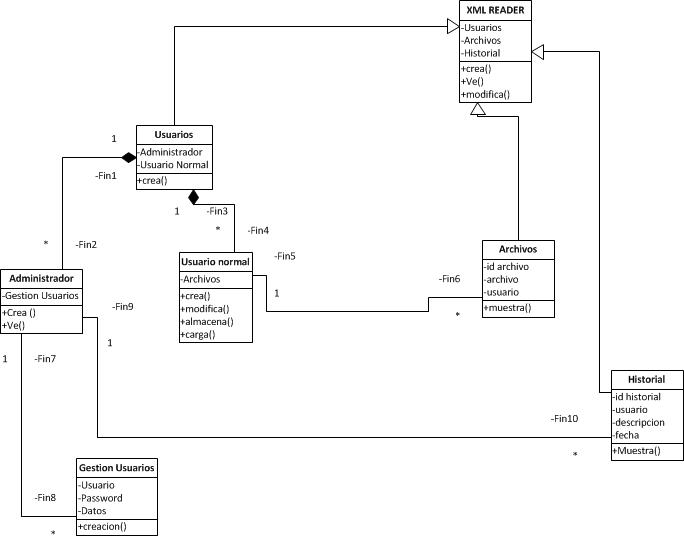 XML READER
-Usuarios
-Archivos
-Historial
+crea()
+Ve()
+modifica()
Usuarios
-Administrador
-Usuario Normal
+crea()
1
-Fin1
1
-Fin3
*
-Fin4
*
-Fin2
Usuario normal
-Archivos
+crea()
+modifica()
+almacena()
+carga()
-Fin5
1
-Fin6
*
Archivos
-id archivo
-archivo
-usuario
+muestra()
Administrador
-Gestion Usuarios
+Crea ()
+Ve()
-Fin9
1
1
-Fin7
Historial
-id historial
-usuario
-descripcion
-fecha
+Muestra()
-Fin10
*
Gestion Usuarios
-Usuario
-Password
-Datos
+creacion()
-Fin8
*